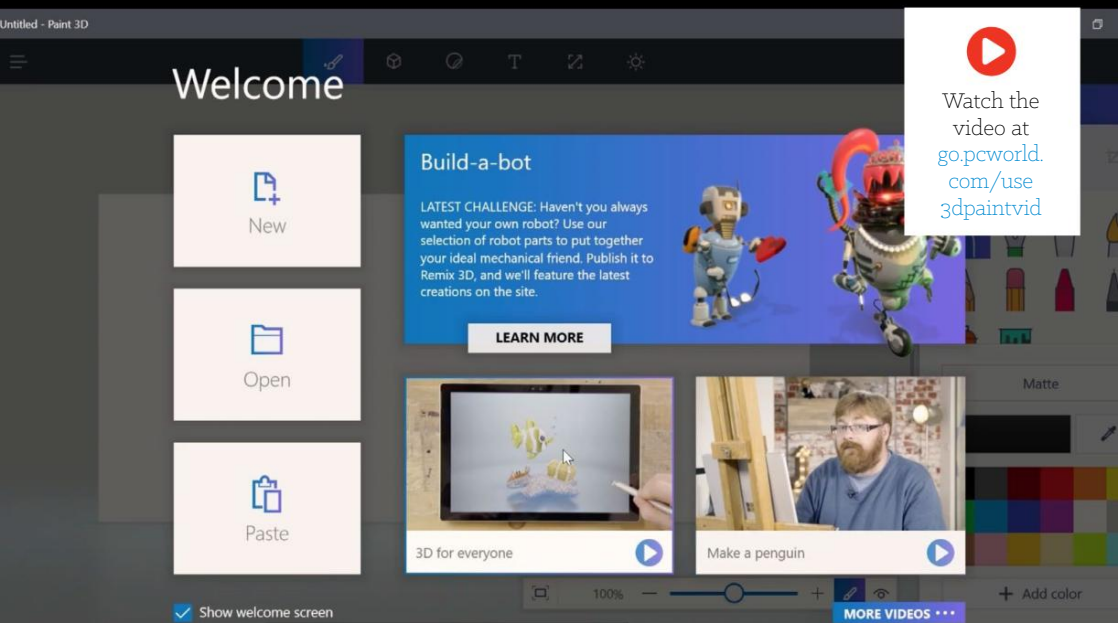 Untitled - Paint 3D
T
Welcome
Watch the
video at
go.pcworld.
com/use
3dpaintvid
New
Open
Paste
Build-a-bot
LATEST CHALLENGE: Haven't you always
wanted your own robot? Use our
selection of robot parts to put together
your ideal mechanical friend. Publish it to
Remix 3D, and we'll feature the latest
creations on the site.
LEARN MORE
3D for everyone
Make a penguin
Matte
100%
Add color
Show welcome screen
MORE VIDEOS